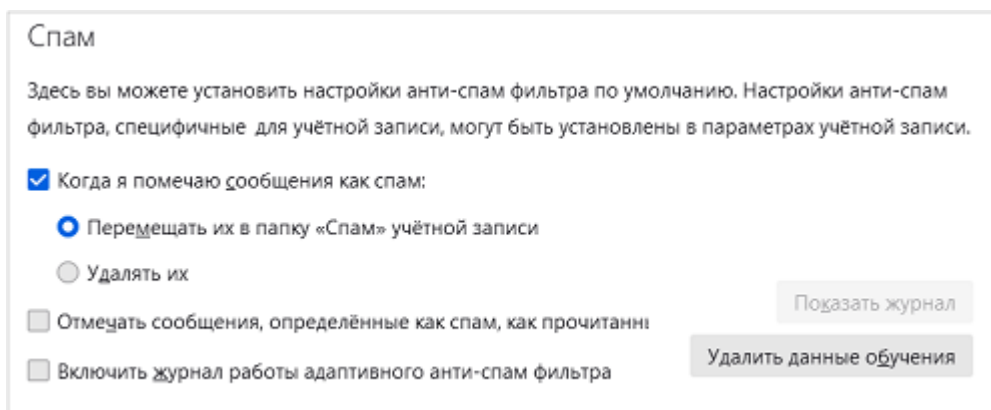 Спам
Здесь вы можете установить настройки анти-спам фильтра по умолчанию. Настройки анти-спам
фильтра, специфичные для учётной записи, могут быть установлены в параметрах учётной записи.
Когда я помечаю сообщения как спам:
Перемещать их в папку «Спам» учётной записи
Удалять их
Показать журнал
Отмечать сообщения, определённые как спам, как прочитанн
Удалить данные обучения
Включить журнал работы адаптивного анти-спам фильтра